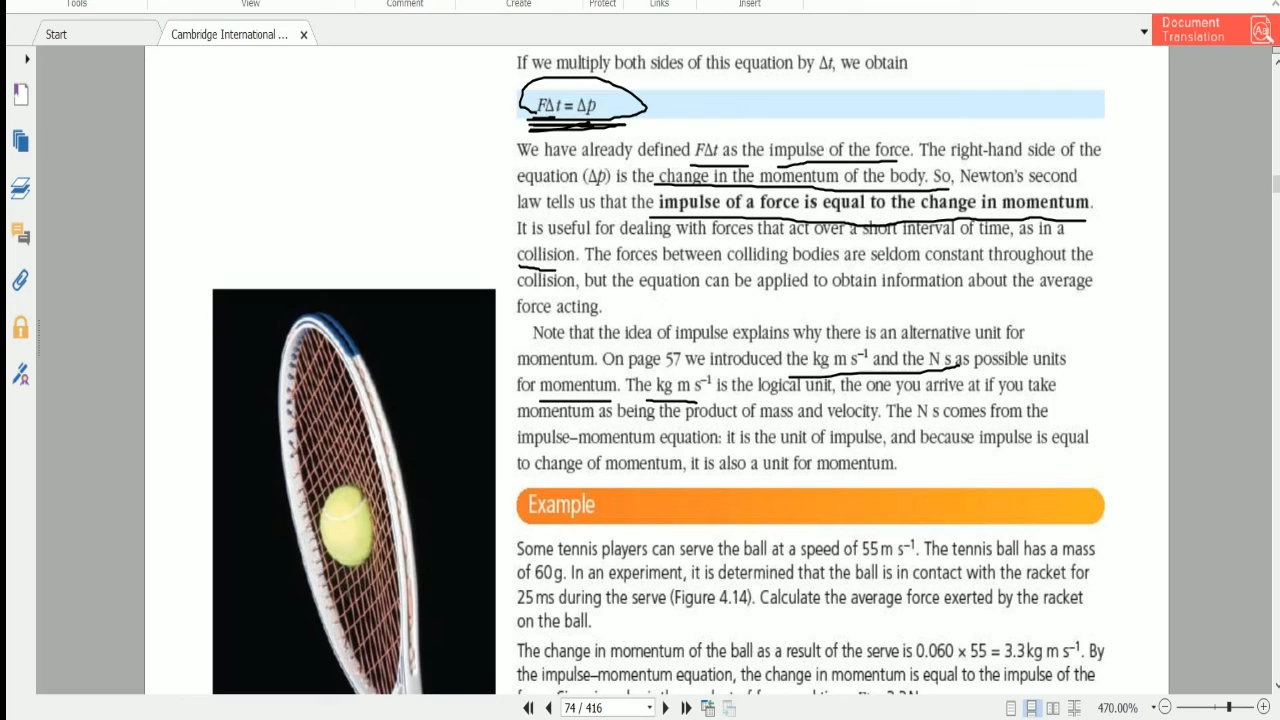 Tools View Comment Create Protect Links Insert
Start
Cambridge International ...
Document
Translation
If we multiply both sides of this equation by Δt, we obtain
FΔt = Δp
We have already defined FΔt as the impulse of the force. The right-hand side of the
equation (Δp) is the change in the momentum of the body. So, Newton's second
law tells us that the impulse of a force is equal to the change in momentum.
It is useful for dealing with forces that act over a short interval of time, as in a
collision. The forces between colliding bodies are seldom constant throughout the
collision, but the equation can be applied to obtain information about the average
force acting.
Note that the idea of impulse explains why there is an alternative unit for
momentum. On page 57 we introduced the kg m s⁻¹ and the N s as possible units
for momentum. The kg m s⁻¹ is the logical unit, the one you arrive at if you take
momentum as being the product of mass and velocity. The N s comes from the
impulse–momentum equation: it is the unit of impulse, and because impulse is equal
to change of momentum, it is also a unit for momentum.
Example
Some tennis players can serve the ball at a speed of 55 m s⁻¹. The tennis ball has a mass
of 60 g. In an experiment, it is determined that the ball is in contact with the racket for
25 ms during the serve (Figure 4.14). Calculate the average force exerted by the racket
on the ball.
The change in momentum of the ball as a result of the serve is 0.060 × 55 = 3.3 kg m s⁻¹. By
the impulse–momentum equation, the change in momentum is equal to the impulse of the
74 / 416
470.00%